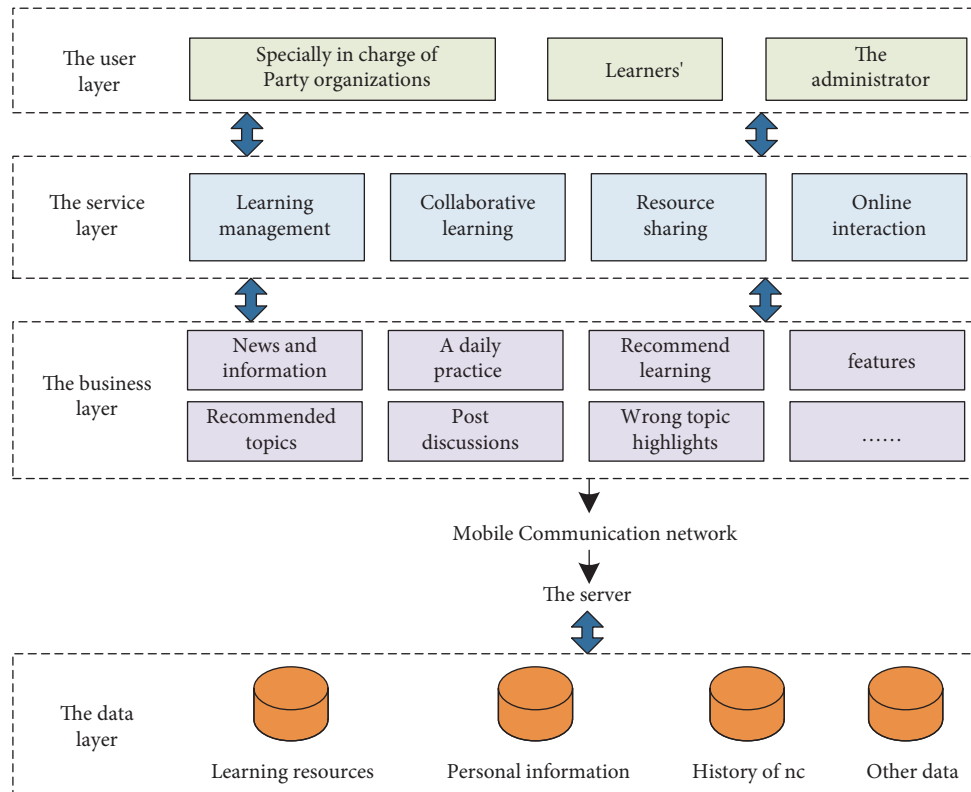 The user
layer
Specially in charge of
Party organizations
Learners'
The
administrator
The service
layer
Learning
management
Collaborative
learning
Resource
sharing
Online
interaction
The business
layer
News and
information
A daily
practice
Recommend
learning
features
Recommended
topics
Post
discussions
Wrong topic
highlights
......
Mobile Communication network
The server
The data
layer
Learning resources
Personal information
History of nc
Other data